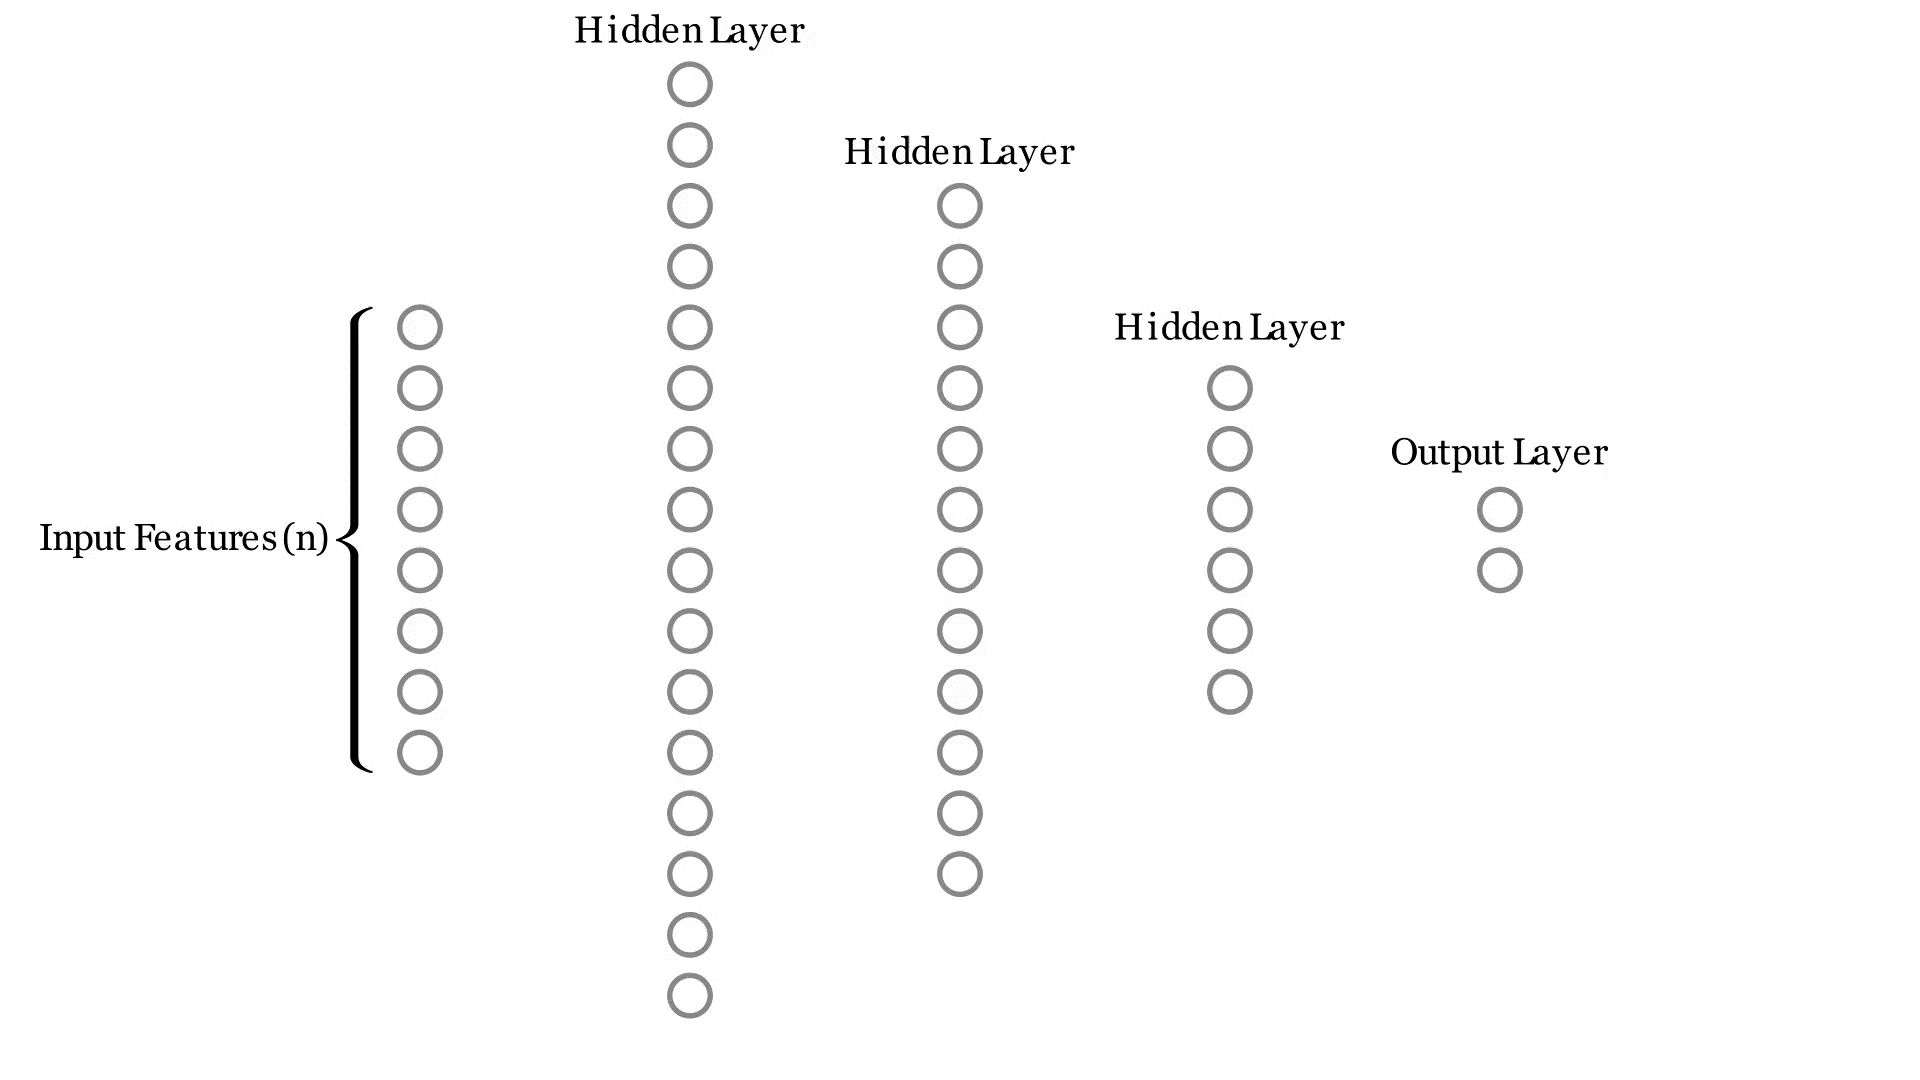 Hidden Layer
Hidden Layer
Hidden Layer
Output Layer
Input Features (n)